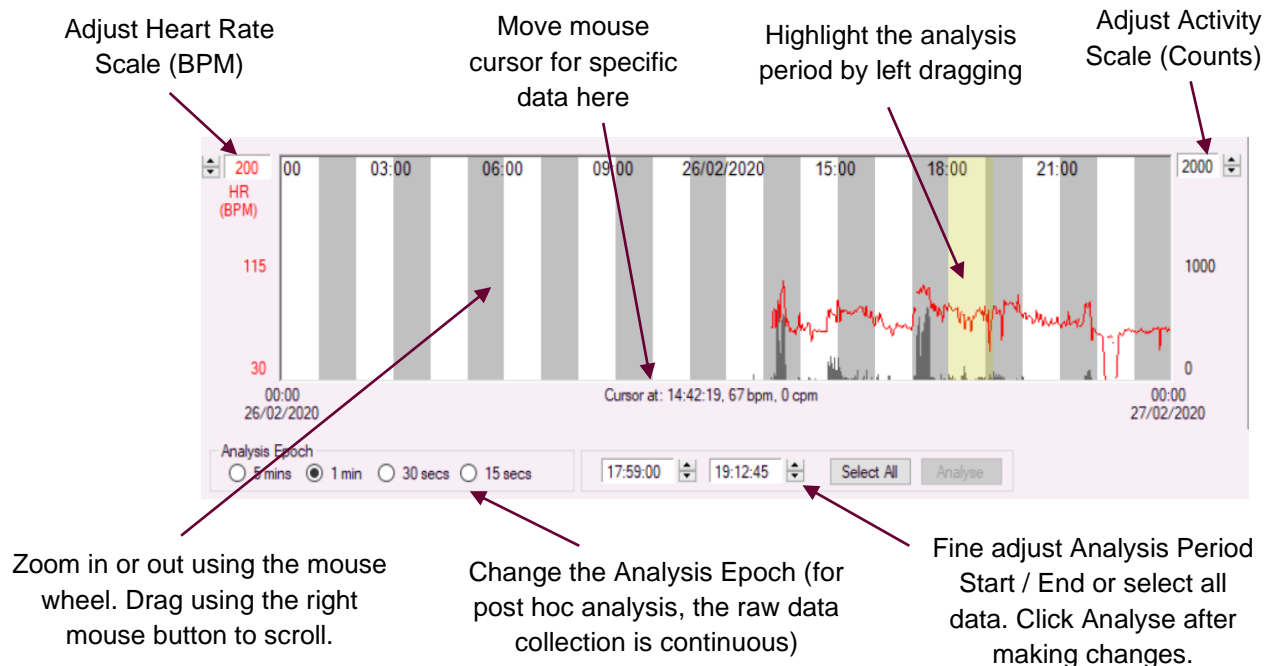 Adjust Heart Rate
Scale (BPM)
Move mouse
cursor for specific
data here
Highlight the analysis
period by left dragging
Adjust Activity
Scale (Counts)
200
00 03:00 06:00 09:00 26/02/2020 15:00 18:00 21:00
2000
HR
(BPM)
115
1000
30
0
00:00
26/02/2020
Cursor at: 14:42:19, 67 bpm, 0 cpm
00:00
27/02/2020
Analysis Epoch
5 mins 1 min 30 secs 15 secs
17:59:00 19:12:45 Select All Analyse
Zoom in or out using the mouse
wheel. Drag using the right
mouse button to scroll.
Change the Analysis Epoch (for
post hoc analysis, the raw data
collection is continuous)
Fine adjust Analysis Period
Start / End or select all
data. Click Analyse after
making changes.